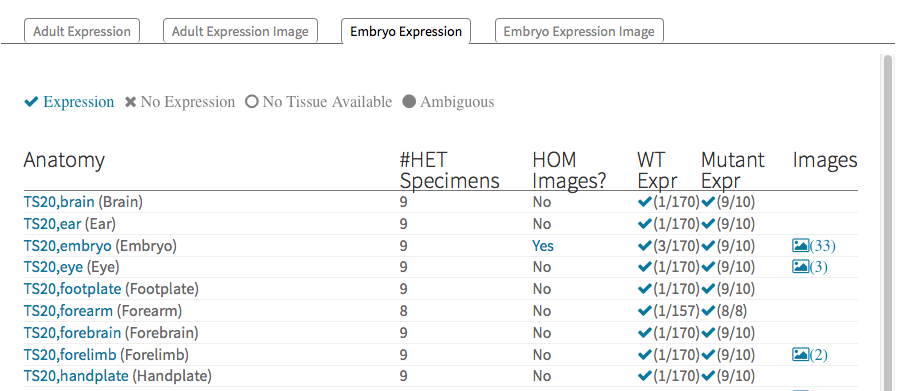 Adult Expression Adult Expression Image Embryo Expression Embryo Expression Image
Expression No Expression No Tissue Available Ambiguous
Anatomy #HET Specimens HOM Images? WT Expr Mutant Expr Images
TS20,brain (Brain) 9 No (1/170) (9/10)
TS20,ear (Ear) 9 No (1/170) (9/10)
TS20,embryo (Embryo) 9 Yes (3/170) (9/10) (33)
TS20,eye (Eye) 9 No (1/170) (9/10) (3)
TS20,footplate (Footplate) 9 No (1/170) (9/10)
TS20,forearm (Forearm) 8 No (1/157) (8/8)
TS20,forebrain (Forebrain) 9 No (1/170) (9/10)
TS20,forelimb (Forelimb) 9 No (1/170) (9/10) (2)
TS20,handplate (Handplate) 9 No (1/170) (9/10)